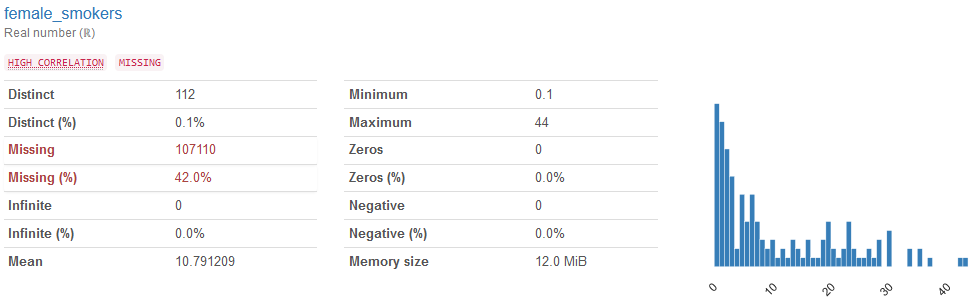 female_smokers
Real number (ℝ)
HIGH CORRELATION MISSING
Distinct 112
Distinct (%) 0.1%
Missing 107110
Missing (%) 42.0%
Infinite 0
Infinite (%) 0.0%
Mean 10.791209
Minimum 0.1
Maximum 44
Zeros 0
Zeros (%) 0.0%
Negative 0
Negative (%) 0.0%
Memory size 12.0 MiB
0 10 20 30 40